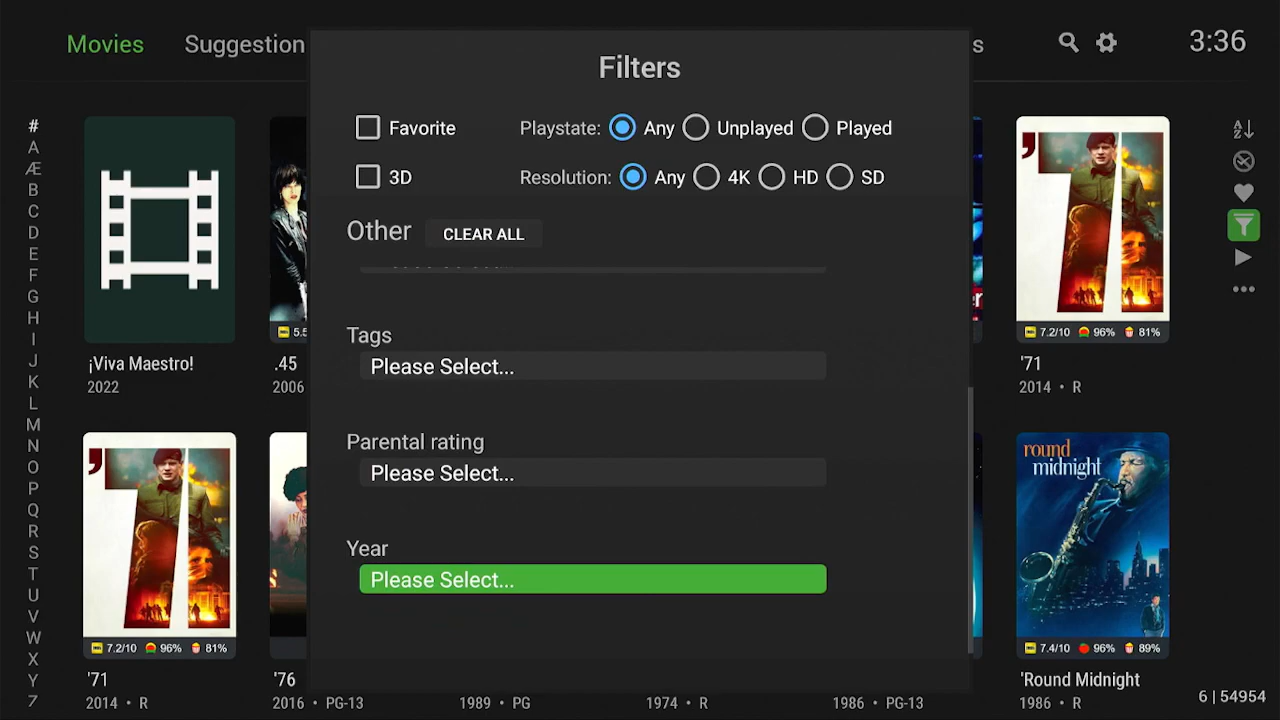 Movies
Suggestion
s
3:36
Filters
Favorite
Playstate: Any Unplayed Played
3D
Resolution: Any 4K HD SD
Other
CLEAR ALL
Tags
Please Select...
Parental rating
Please Select...
Year
Please Select...
#
A
Æ
B
C
D
E
F
G
H
I
J
K
L
M
N
O
P
Q
R
S
T
U
V
W
X
Y
Z
¡Viva Maestro!
2022
5.5
.45
2006
'71
7.2/10 96% 81%
'71
2014 • R
'71
7.2/10 96% 81%
'71
2014 • R
'76
2016 • PG-13
1989 • PG
1974 • R
1986 • PG-13
round
midnight
7.4/10 96% 89%
'Round Midnight
1986 • R
6 | 54954